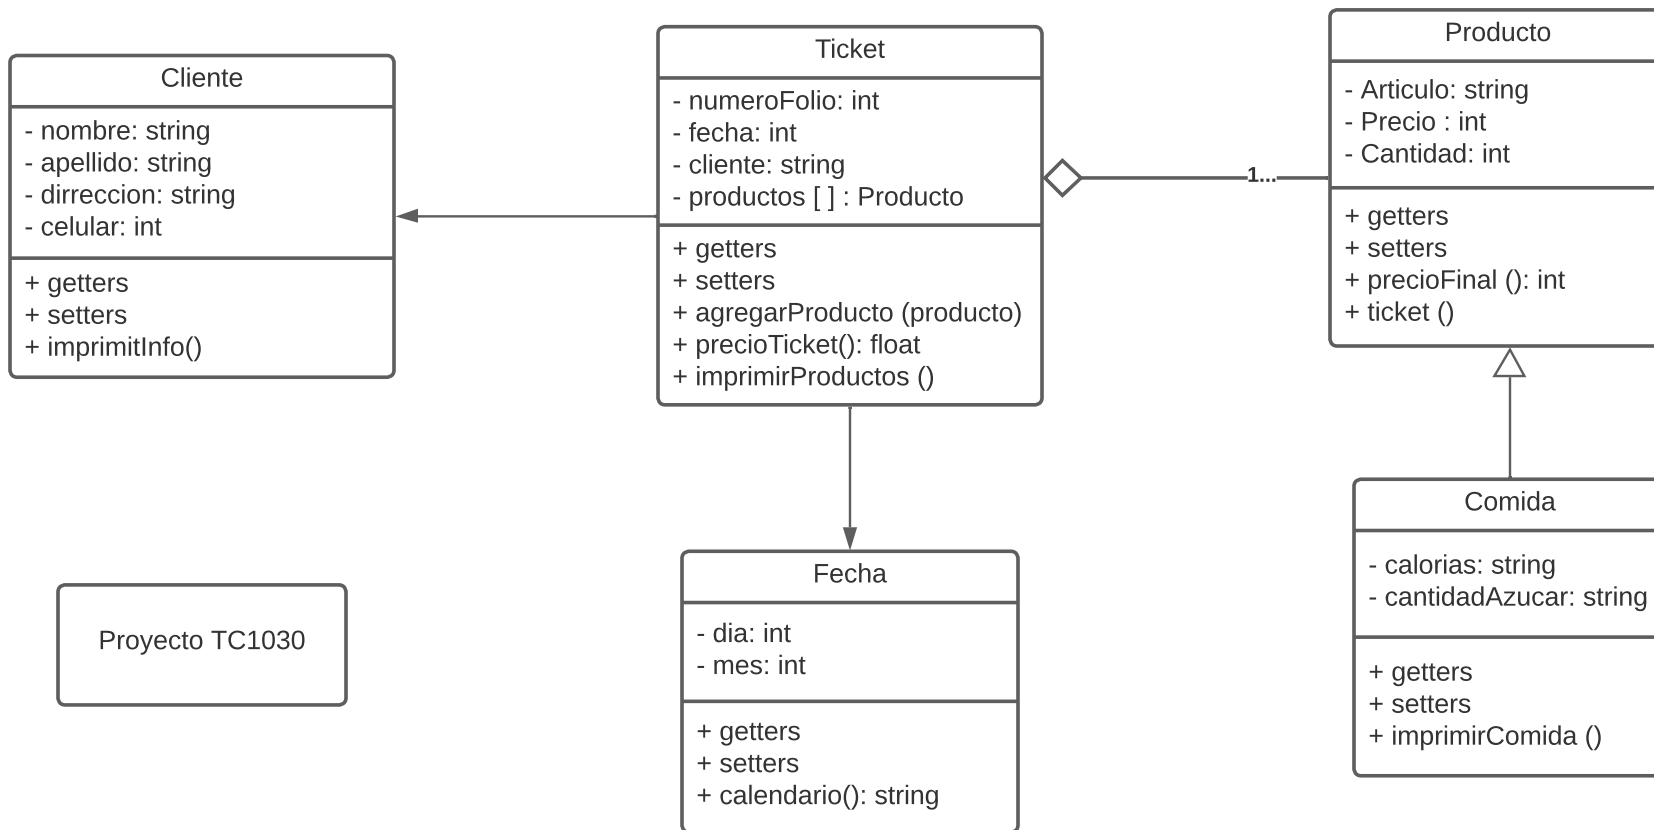 Cliente
- nombre: string
- apellido: string
- dirreccion: string
- celular: int
+ getters
+ setters
+ imprimitInfo()
Ticket
- numeroFolio: int
- fecha: int
- cliente: string
- productos [ ] : Producto
+ getters
+ setters
+ agregarProducto (producto)
+ precioTicket(): float
+ imprimirProductos ()
1...
Producto
- Articulo: string
- Precio : int
- Cantidad: int
+ getters
+ setters
+ precioFinal (): int
+ ticket ()
Comida
- calorias: string
- cantidadAzucar: string
+ getters
+ setters
+ imprimirComida ()
Fecha
- dia: int
- mes: int
+ getters
+ setters
+ calendario(): string
Proyecto TC1030